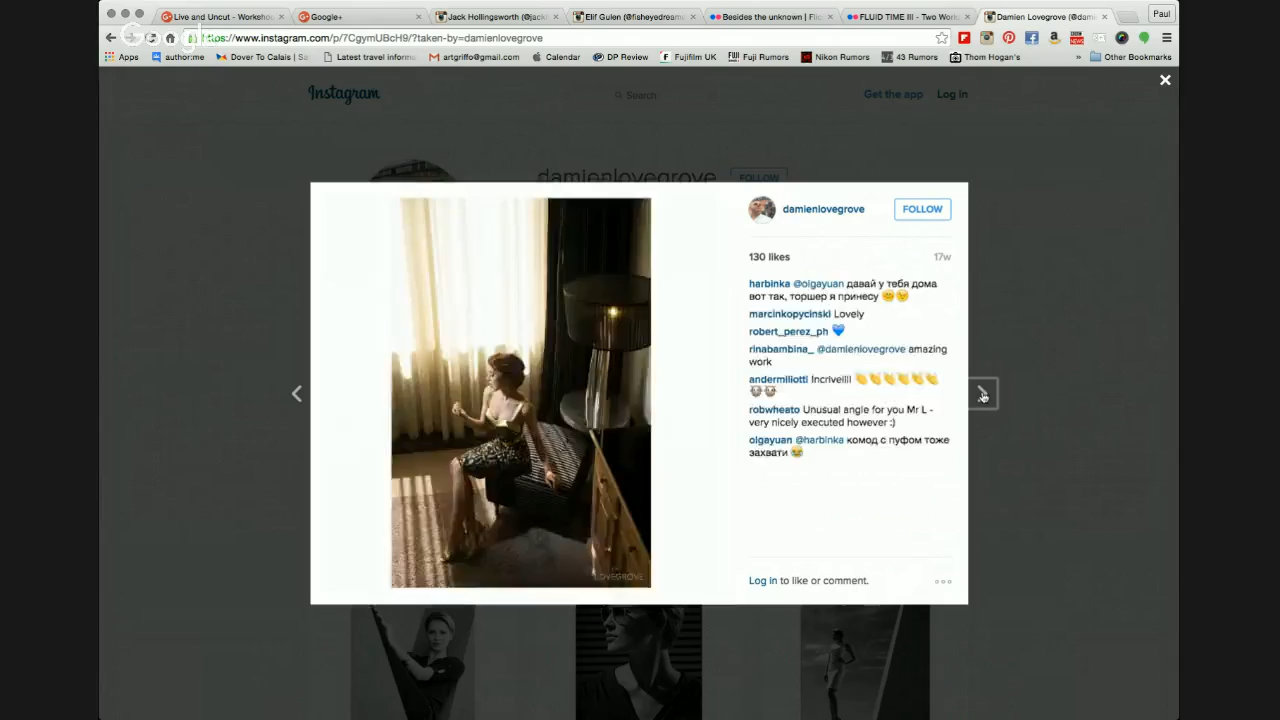 Live and Uncut - Worksho
Google+
Jack Hollingsworth (@jack
Elif Gulen (@fisheyedream
Besides the unknown | Flic
FLUID TIME III - Two Worl
Damien Lovegrove (@dami
Paul
https://www.instagram.com/p/7CgymUBcH9/?taken-by=damienlovegrove
Apps
author:me
Dover To Calais | Sa
Latest travel informa
artgriffo@gmail.com
Calendar
DP Review
Fujifilm UK
Fuji Rumors
Nikon Rumors
43 Rumors
Thom Hogan's
»
Other Bookmarks
Instagram
Search
Get the app
Log in
damienlovegrove
FOLLOW
damienlovegrove
FOLLOW
130 likes
17w
harbinka @olgayuan давай у тебя дома
вот так, торшер я принесу
marcinkopycinski Lovely
robert_perez_ph 💙
rinabambina_ @damienlovegrove amazing
work
andermiliotti Incriveilll 👏👏👏👏👏👏
robwheato Unusual angle for you Mr L -
very nicely executed however :)
olgayuan @harbinka комод с пуфом тоже
захвати 😂
LOVEGROVE
Log in to like or comment.